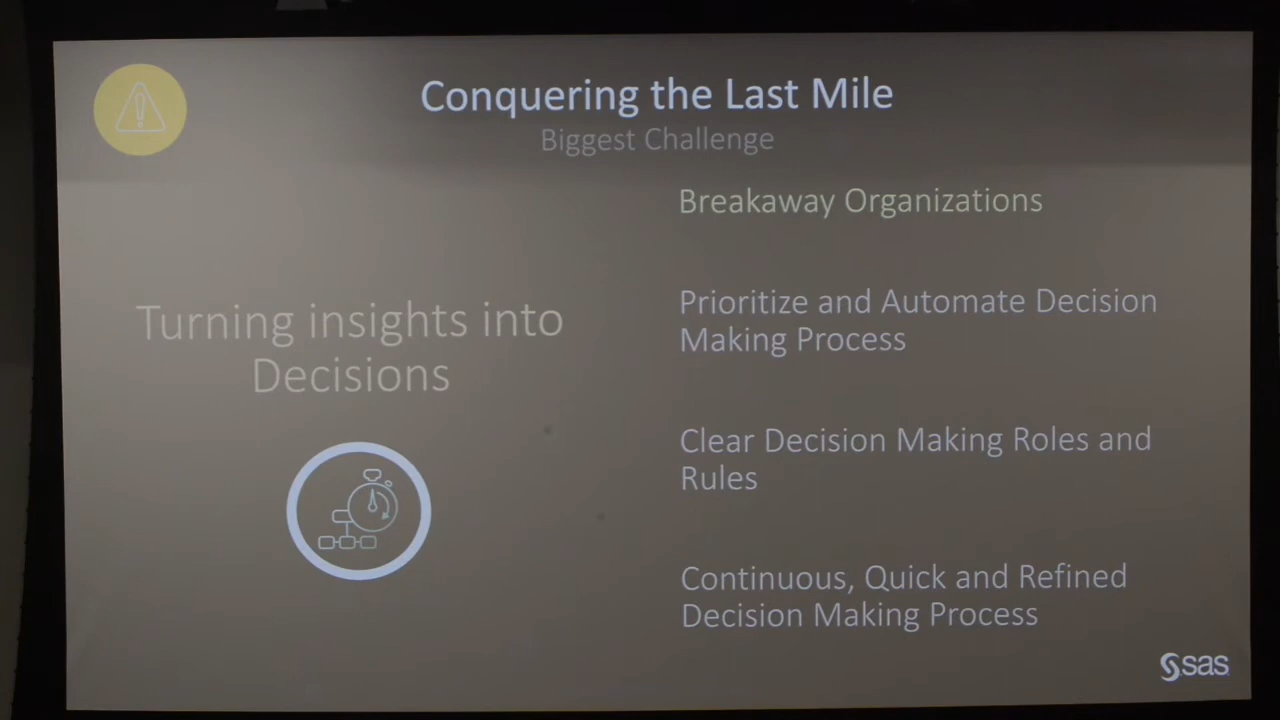 Conquering the Last Mile
Biggest Challenge
Turning insights into
Decisions
Breakaway Organizations
Prioritize and Automate Decision
Making Process
Clear Decision Making Roles and
Rules
Continuous, Quick and Refined
Decision Making Process
sas